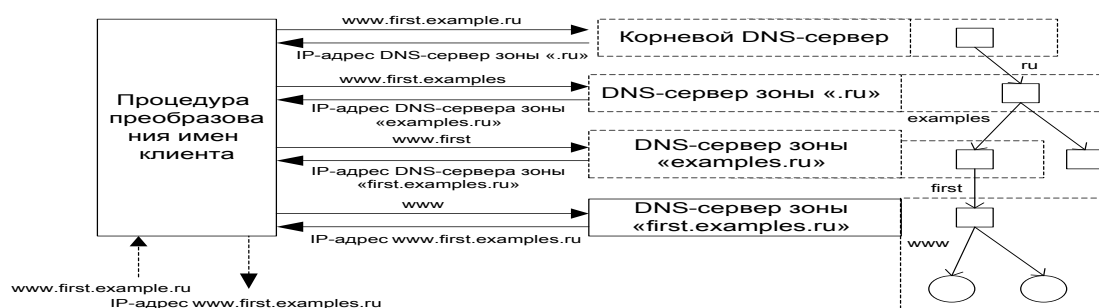 www.first.example.ru
Корневой DNS-сервер
IP-адрес DNS-сервер зоны «.ru»
ru
www.first.examples
DNS-сервер зоны «.ru»
Процедура
преобразова
ния имен
клиента
IP-адрес DNS-сервера зоны
«examples.ru»
examples
www.first
DNS-сервер зоны
«examples.ru»
IP-адрес DNS-сервера зоны
«first.examples.ru»
first
www
DNS-сервер зоны
«first.examples.ru»
IP-адрес www.first.examples.ru
www
www.first.example.ru
IP-адрес www.first.examples.ru